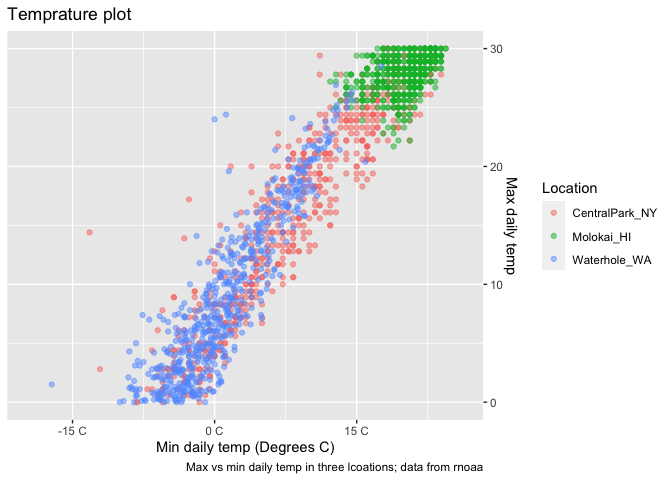 Temprature plot
30
20
10
0
Max daily temp
-15 C
0 C
15 C
Min daily temp (Degrees C)
Max vs min daily temp in three lcoations; data from rnoaa
Location
CentralPark_NY
Molokai_HI
Waterhole_WA